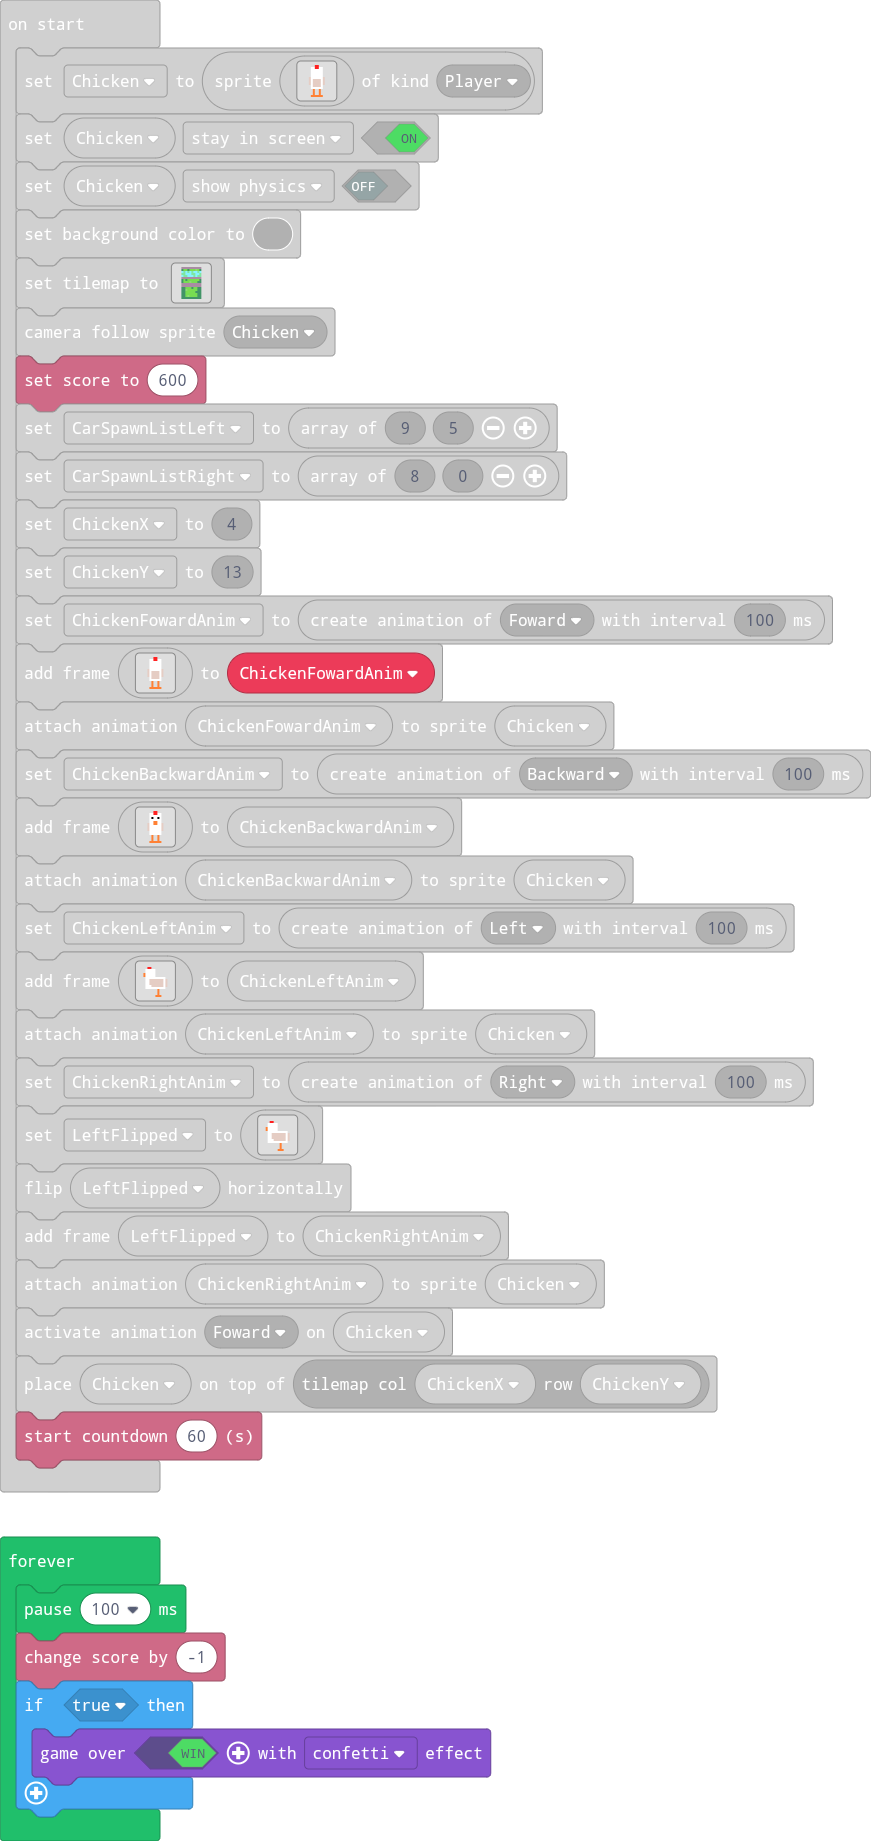 on start
set Chicken to sprite of kind Player
set Chicken stay in screen ON
set Chicken show physics OFF
set background color to
set tilemap to
camera follow sprite Chicken
set score to 600
set CarSpawnListLeft to array of 9 5
set CarSpawnListRight to array of 8 0
set ChickenX to 4
set ChickenY to 13
set ChickenFowardAnim to create animation of Foward with interval 100 ms
add frame to ChickenFowardAnim
attach animation ChickenFowardAnim to sprite Chicken
set ChickenBackwardAnim to create animation of Backward with interval 100 ms
add frame to ChickenBackwardAnim
attach animation ChickenBackwardAnim to sprite Chicken
set ChickenLeftAnim to create animation of Left with interval 100 ms
add frame to ChickenLeftAnim
attach animation ChickenLeftAnim to sprite Chicken
set ChickenRightAnim to create animation of Right with interval 100 ms
set LeftFlipped to
flip LeftFlipped horizontally
add frame LeftFlipped to ChickenRightAnim
attach animation ChickenRightAnim to sprite Chicken
activate animation Foward on Chicken
place Chicken on top of tilemap col ChickenX row ChickenY
start countdown 60 (s)
forever
pause 100 ms
change score by -1
if true then
game over WIN with confetti effect